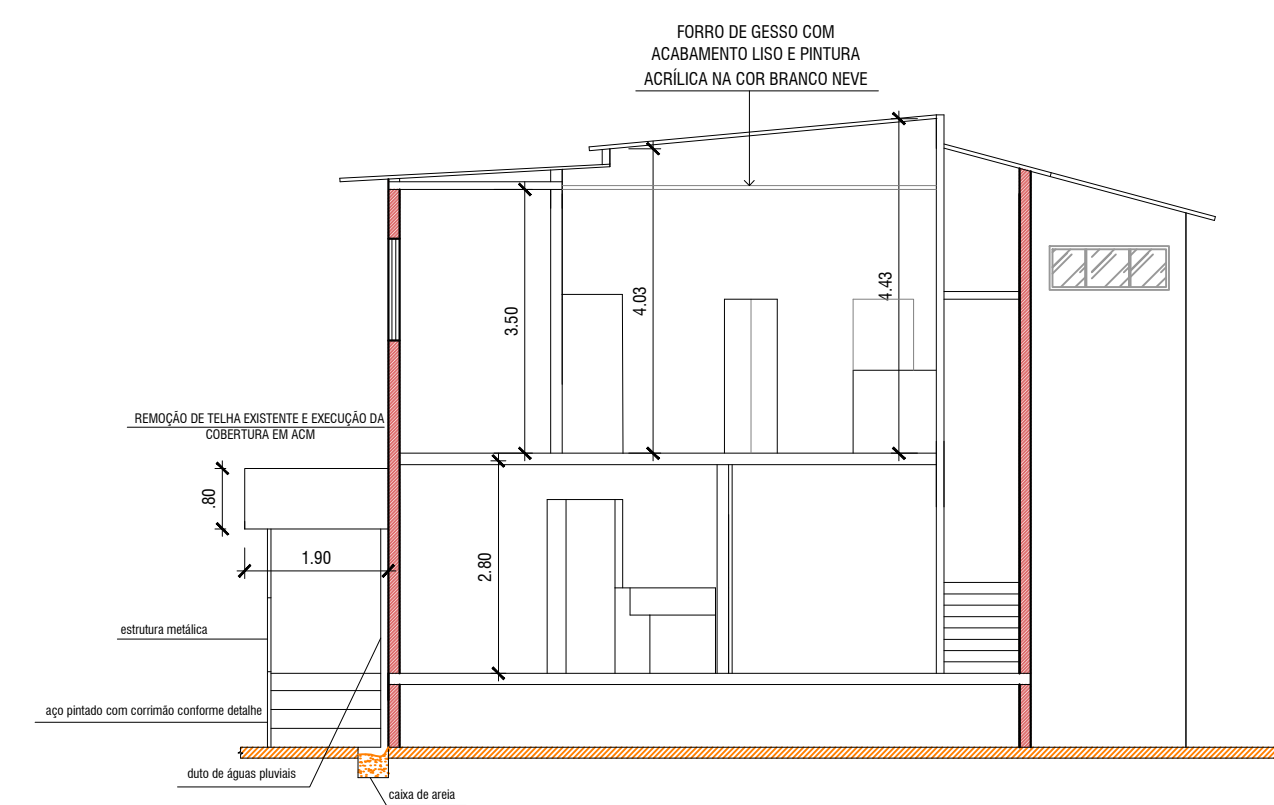 FORRO DE GESSO COM
ACABAMENTO LISO E PINTURA
ACRÍLICA NA COR BRANCO NEVE
4.43
4.03
3.50
REMOÇÃO DE TELHA EXISTENTE E EXECUÇÃO DA
COBERTURA EM ACM
.80
1.90
2.80
estrutura metálica
aço pintado com corrimão conforme detalhe
duto de águas pluviais
caixa de areia